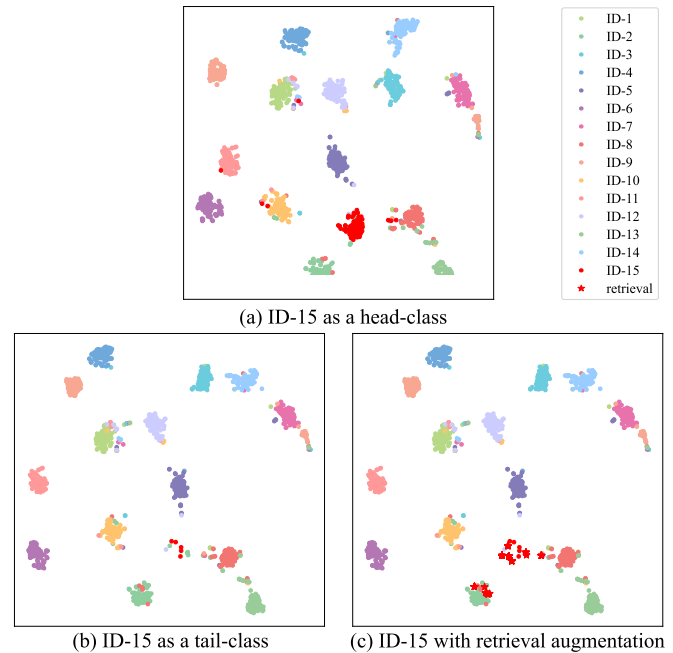 ID-1
ID-2
ID-3
ID-4
ID-5
ID-6
ID-7
ID-8
ID-9
ID-10
ID-11
ID-12
ID-13
ID-14
ID-15
retrieval
(a) ID-15 as a head-class
(b) ID-15 as a tail-class
(c) ID-15 with retrieval augmentation